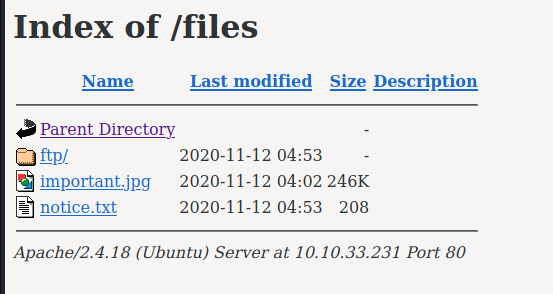 Index of /files
Name Last modified Size Description
Parent Directory -
ftp/ 2020-11-12 04:53 -
important.jpg 2020-11-12 04:02 246K
notice.txt 2020-11-12 04:53 208
Apache/2.4.18 (Ubuntu) Server at 10.10.33.231 Port 80